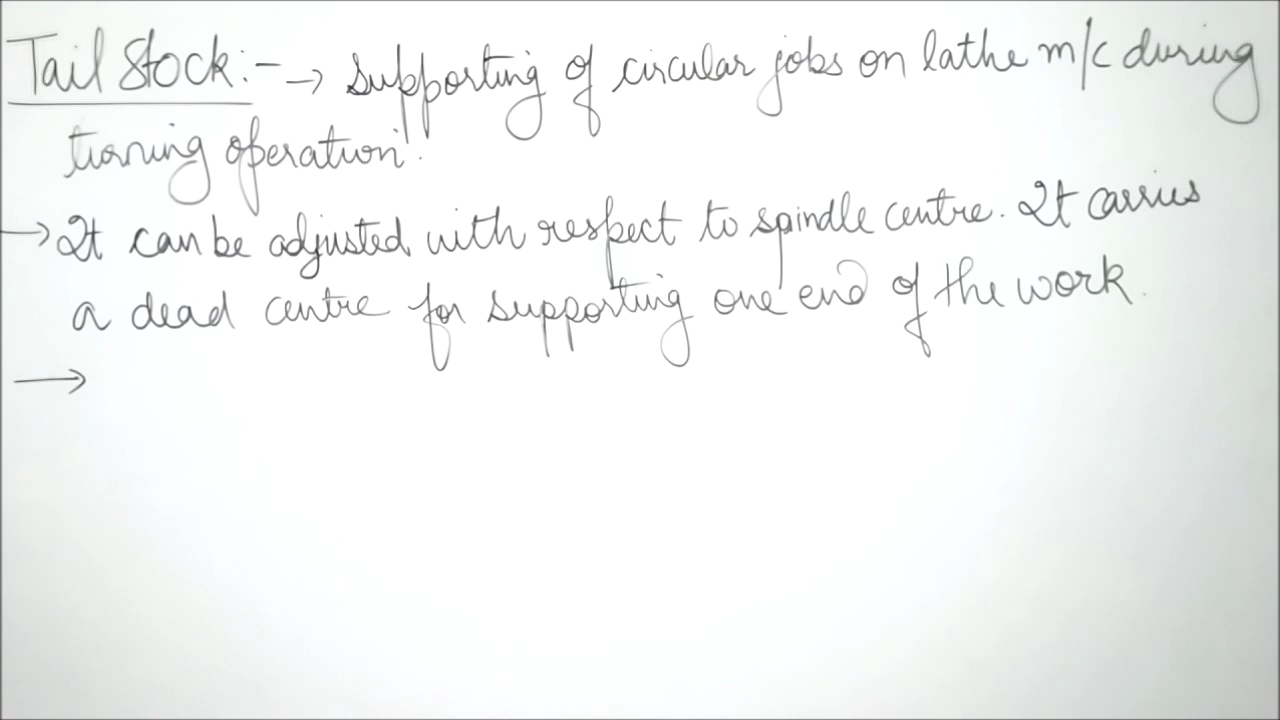 Tail Stock:- → Supporting of circular jobs on lathe m/c during
turning operation.
→ It can be adjusted with respect to spindle centre. It carries
a dead centre for supporting one end of the work.
→